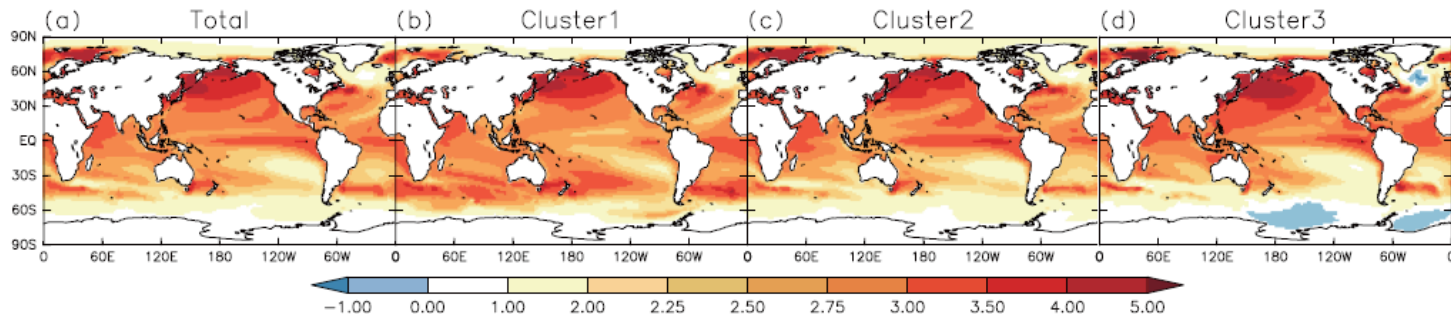 (a) Total (b) Cluster1 (c) Cluster2 (d) Cluster3
90N
60N
30N
EQ
30S
60S
90S
0 60E 120E 180 120W 60W 0 60E 120E 180 120W 60W 0 60E 120E 180 120W 60W 0 60E 120E 180 120W 60W 0
−1.00 0.00 1.00 2.00 2.25 2.50 2.75 3.00 3.50 4.00 5.00